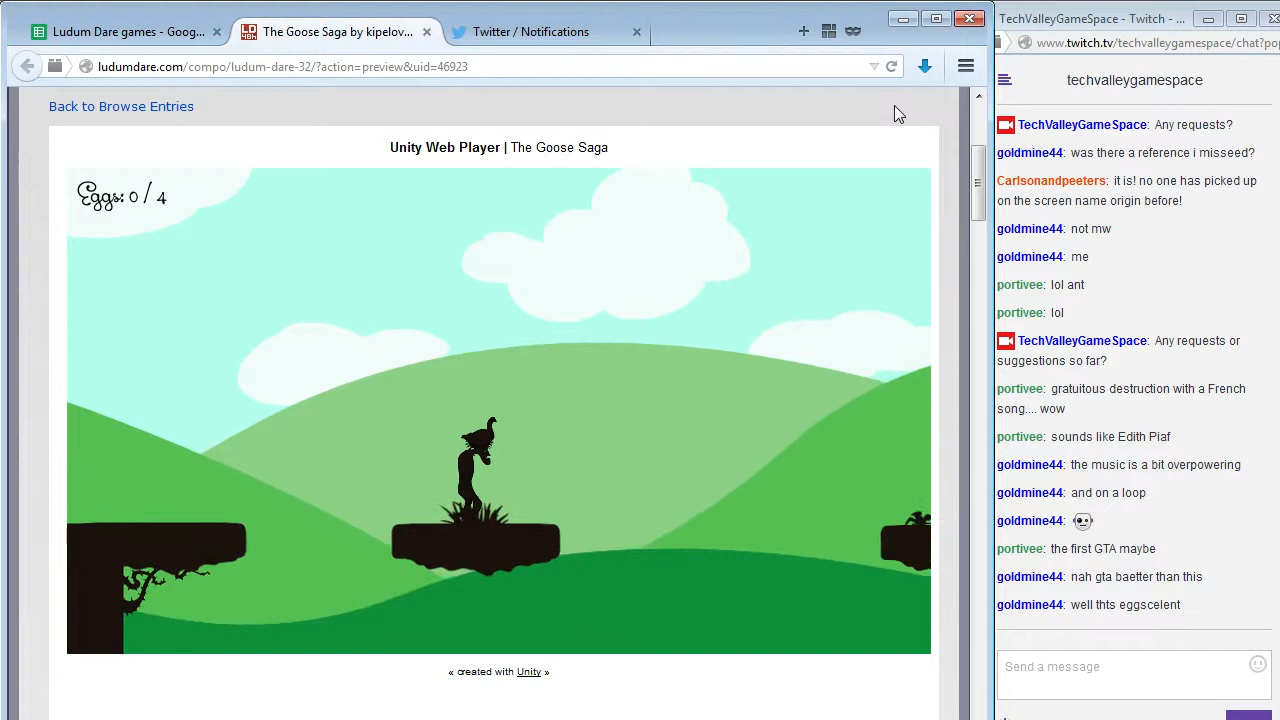 Ludum Dare games - Goog...
The Goose Saga by kipelov...
Twitter / Notifications
ludumdare.com/compo/ludum-dare-32/?action=preview&uid=46923
Back to Browse Entries
Unity Web Player | The Goose Saga
Eggs: 0 / 4
« created with Unity »
TechValleyGameSpace - Twitch - ...
www.twitch.tv/techvalleygamespace/chat?po
techvalleygamespace
TechValleyGameSpace: Any requests?
goldmine44: was there a reference i misseed?
Carlsonandpeeters: it is! no one has picked up
on the screen name origin before!
goldmine44: not mw
goldmine44: me
portivee: lol ant
portivee: lol
TechValleyGameSpace: Any requests or
suggestions so far?
portivee: gratuitous destruction with a French
song.... wow
portivee: sounds like Edith Piaf
goldmine44: the music is a bit overpowering
goldmine44: and on a loop
goldmine44:
portivee: the first GTA maybe
goldmine44: nah gta baetter than this
goldmine44: well thts eggscelent
Send a message